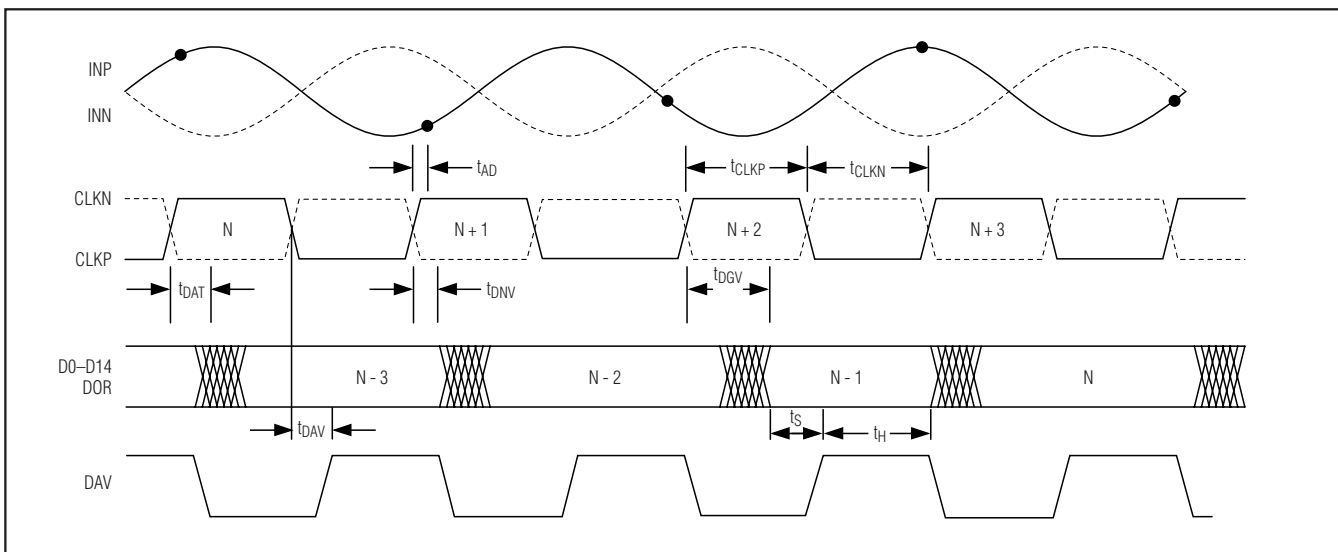 INP
INN
tAD
tCLKP
tCLKN
CLKN
N
N + 1
N + 2
N + 3
CLKP
tDAT
tDNV
tDGV
D0–D14
DOR
N - 3
N - 2
N - 1
N
tDAV
tS
tH
DAV